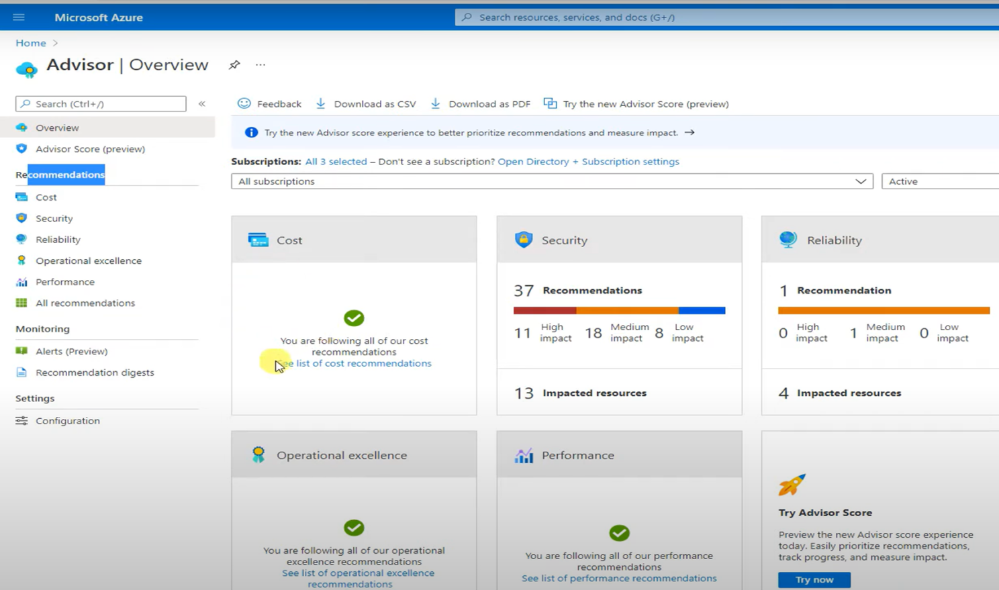 Microsoft Azure
Search resources, services, and docs (G+/)
Home >
Advisor | Overview
Search (Ctrl+/)
Overview
Advisor Score (preview)
Recommendations
Cost
Security
Reliability
Operational excellence
Performance
All recommendations
Monitoring
Alerts (Preview)
Recommendation digests
Settings
Configuration
Feedback
Download as CSV
Download as PDF
Try the new Advisor Score (preview)
Try the new Advisor score experience to better prioritize recommendations and measure impact. →
Subscriptions: All 3 selected – Don't see a subscription? Open Directory + Subscription settings
All subscriptions
Active
Cost
You are following all of our cost
recommendations
See list of cost recommendations
Security
37 Recommendations
11 High impact
18 Medium impact
8 Low impact
13 Impacted resources
Reliability
1 Recommendation
0 High impact
1 Medium impact
0 Low impact
4 Impacted resources
Operational excellence
You are following all of our operational
excellence recommendations
See list of operational excellence
recommendations
Performance
You are following all of our performance
recommendations
See list of performance recommendations
Try Advisor Score
Preview the new Advisor score experience
today. Easily prioritize recommendations,
track progress, and measure impact.
Try now